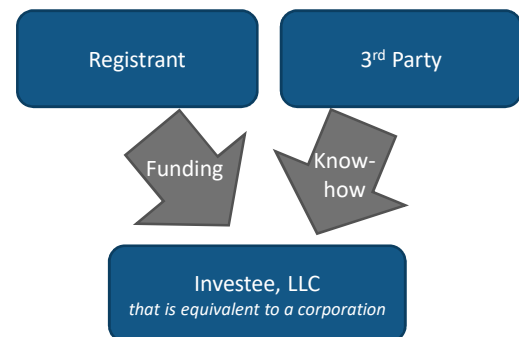 Registrant
3rd Party
Funding
Know-
how
Investee, LLC
that is equivalent to a corporation